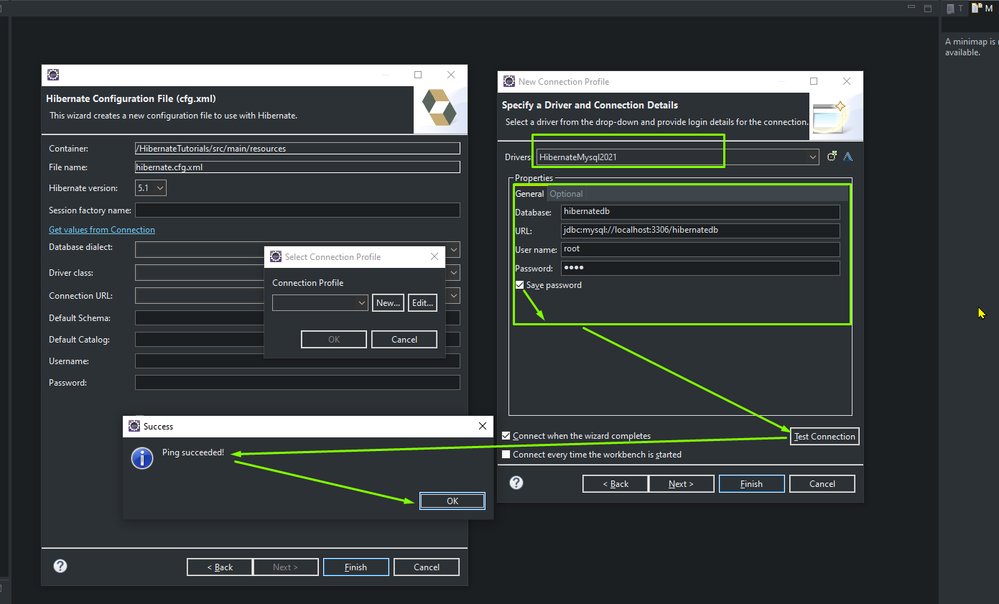 T
M
A minimap is
available.
Hibernate Configuration File (cfg.xml)
This wizard creates a new configuration file to use with Hibernate.
Container: /HibernateTutorials/src/main/resources
File name: hibernate.cfg.xml
Hibernate version: 5.1
Session factory name:
Get values from Connection
Database dialect:
Driver class:
Connection URL:
Default Schema:
Default Catalog:
Username:
Password:
< Back Next > Finish Cancel
Select Connection Profile
Connection Profile
New... Edit...
OK Cancel
Success
Ping succeeded!
OK
New Connection Profile
Specify a Driver and Connection Details
Select a driver from the drop-down and provide login details for the connection.
Drivers: HibernateMysql2021
Properties
General Optional
Database: hibernatedb
URL: jdbc:mysql://localhost:3306/hibernatedb
User name: root
Password: ●●●●
Save password
Connect when the wizard completes
Test Connection
Connect every time the workbench is started
< Back Next > Finish Cancel